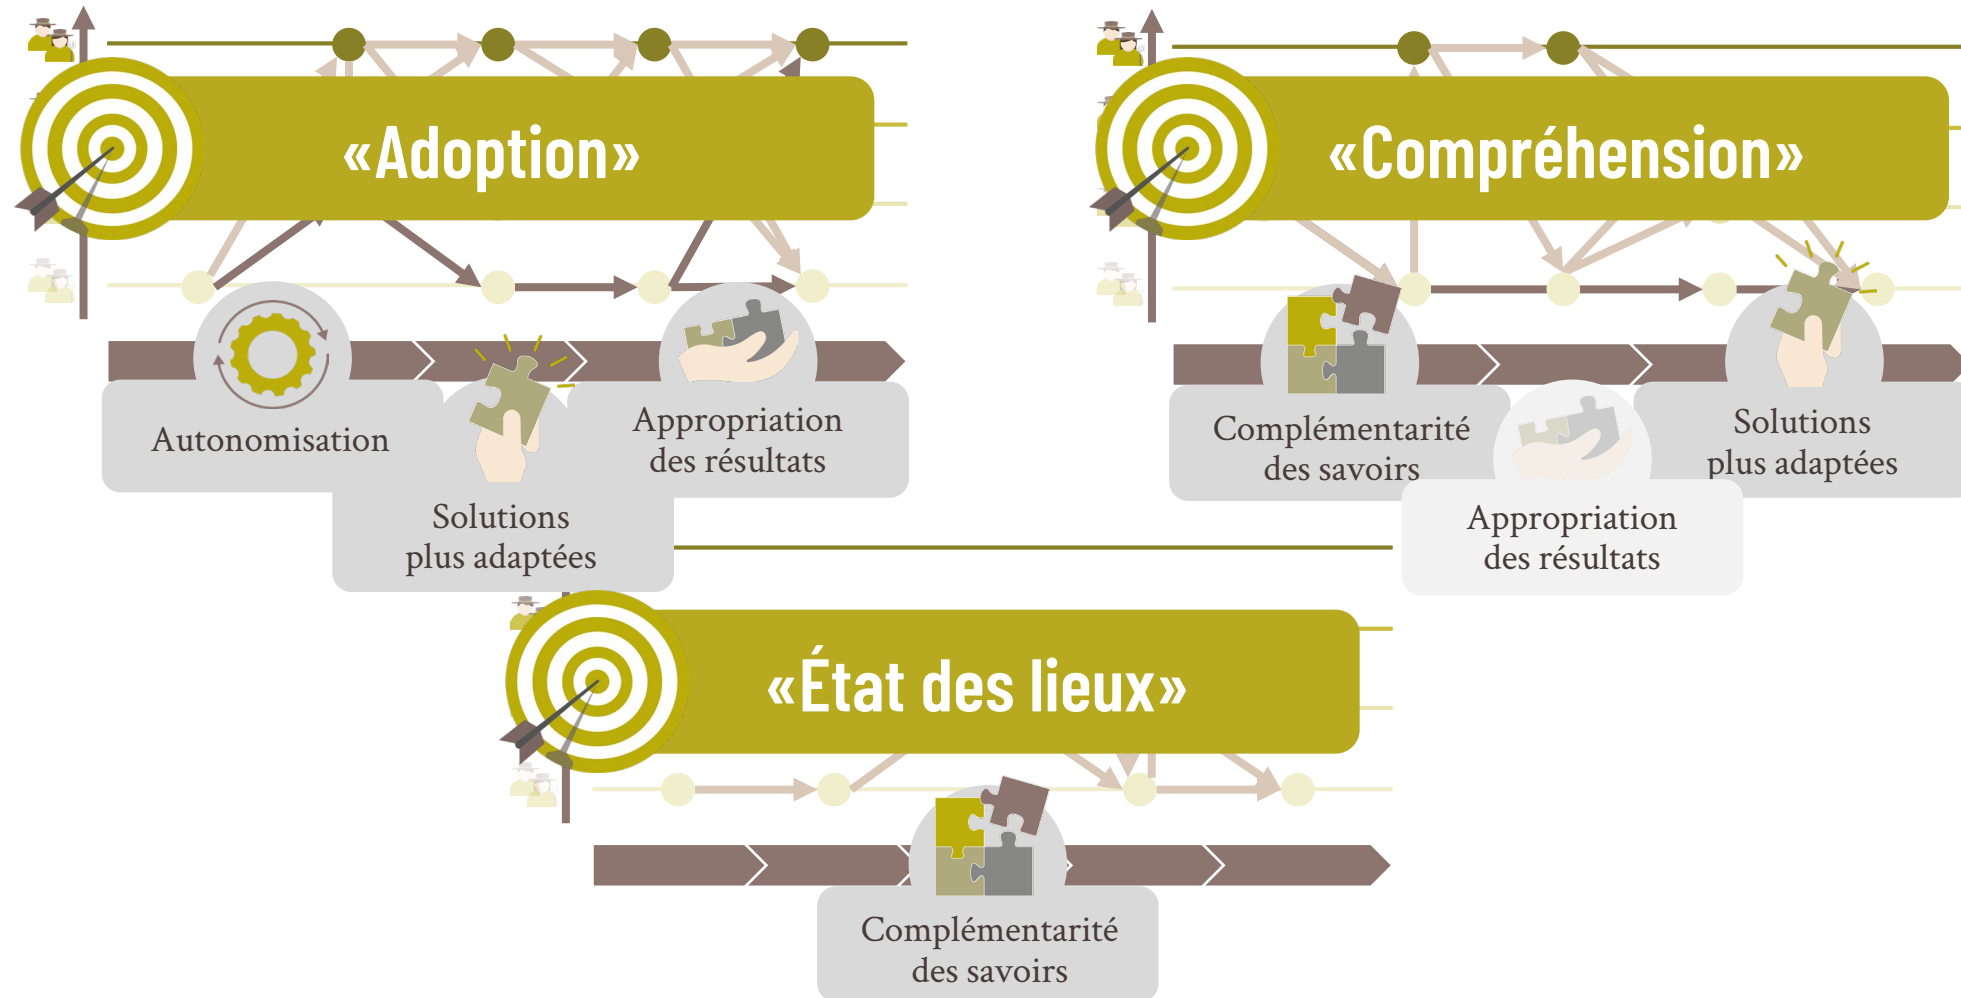 «Adoption»
Autonomisation
Solutions
plus adaptées
Appropriation
des résultats
«Compréhension»
Complémentarité
des savoirs
Appropriation
des résultats
Solutions
plus adaptées
«État des lieux»
Complémentarité
des savoirs